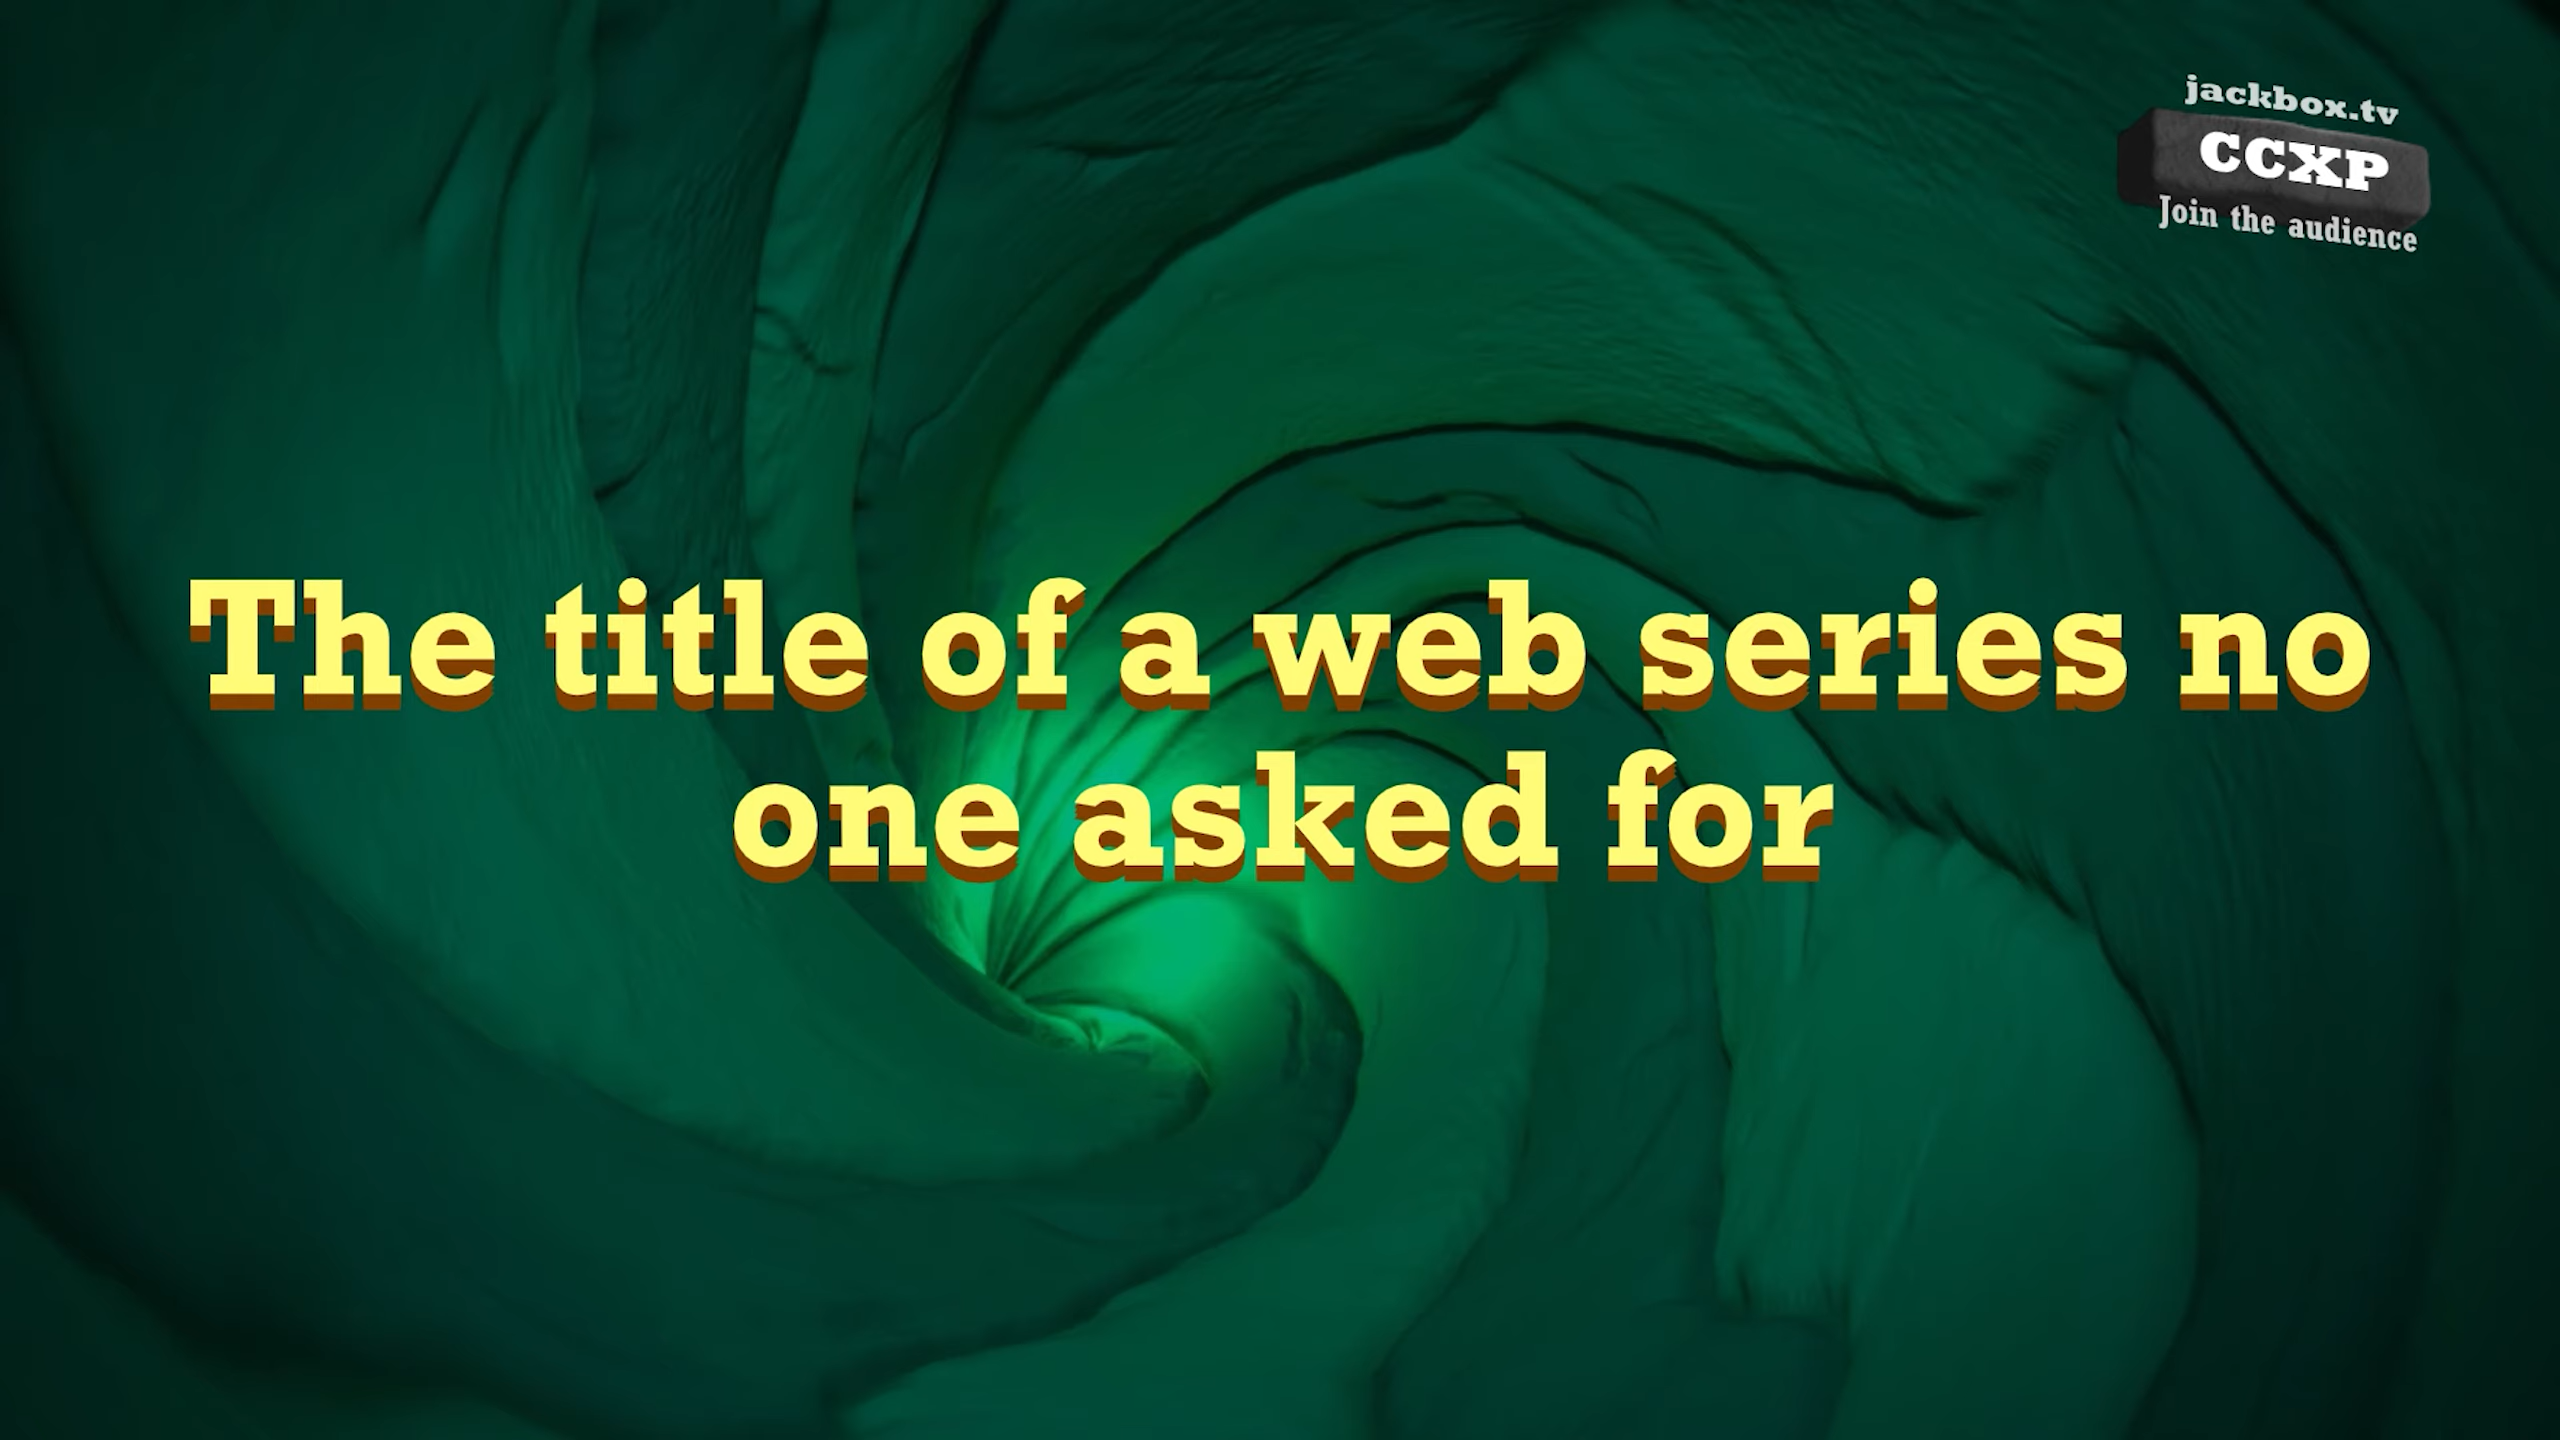 jackbox.tv
CCXP
Join the audience
The title of a web series no
one asked for